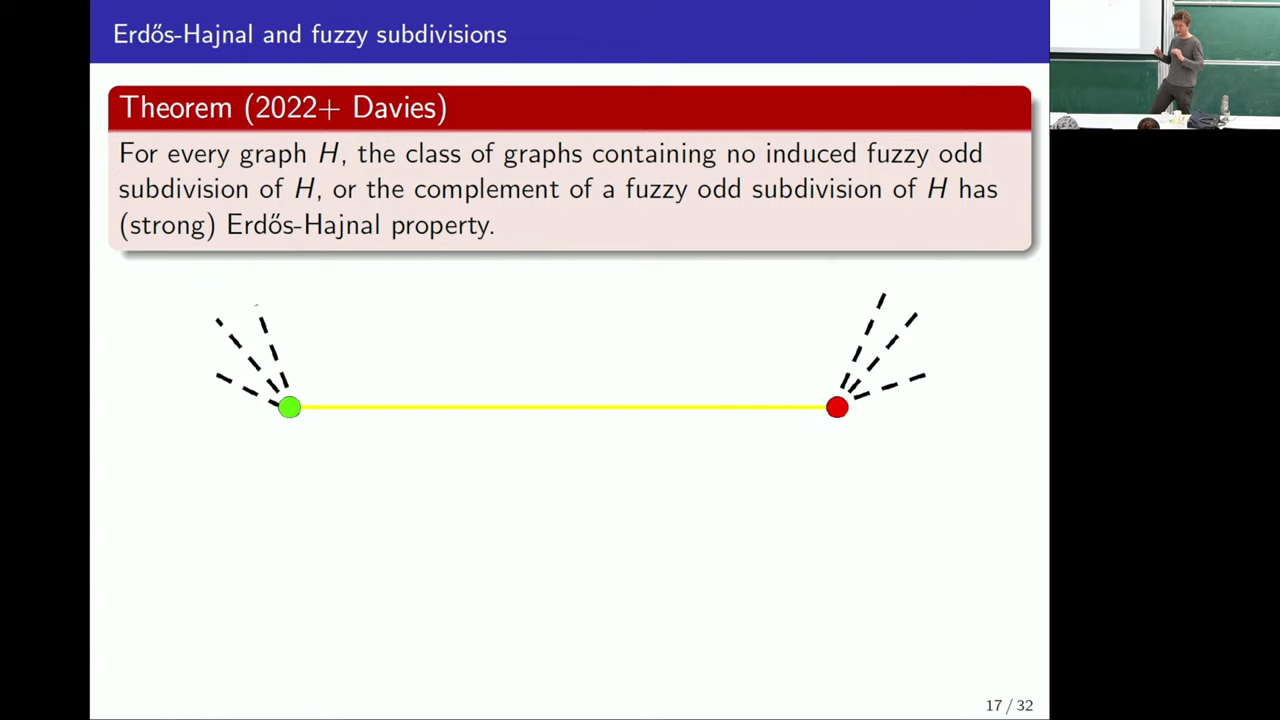 Erdős-Hajnal and fuzzy subdivisions
Theorem (2022+ Davies)
For every graph H, the class of graphs containing no induced fuzzy odd
subdivision of H, or the complement of a fuzzy odd subdivision of H has
(strong) Erdős-Hajnal property.
17 / 32